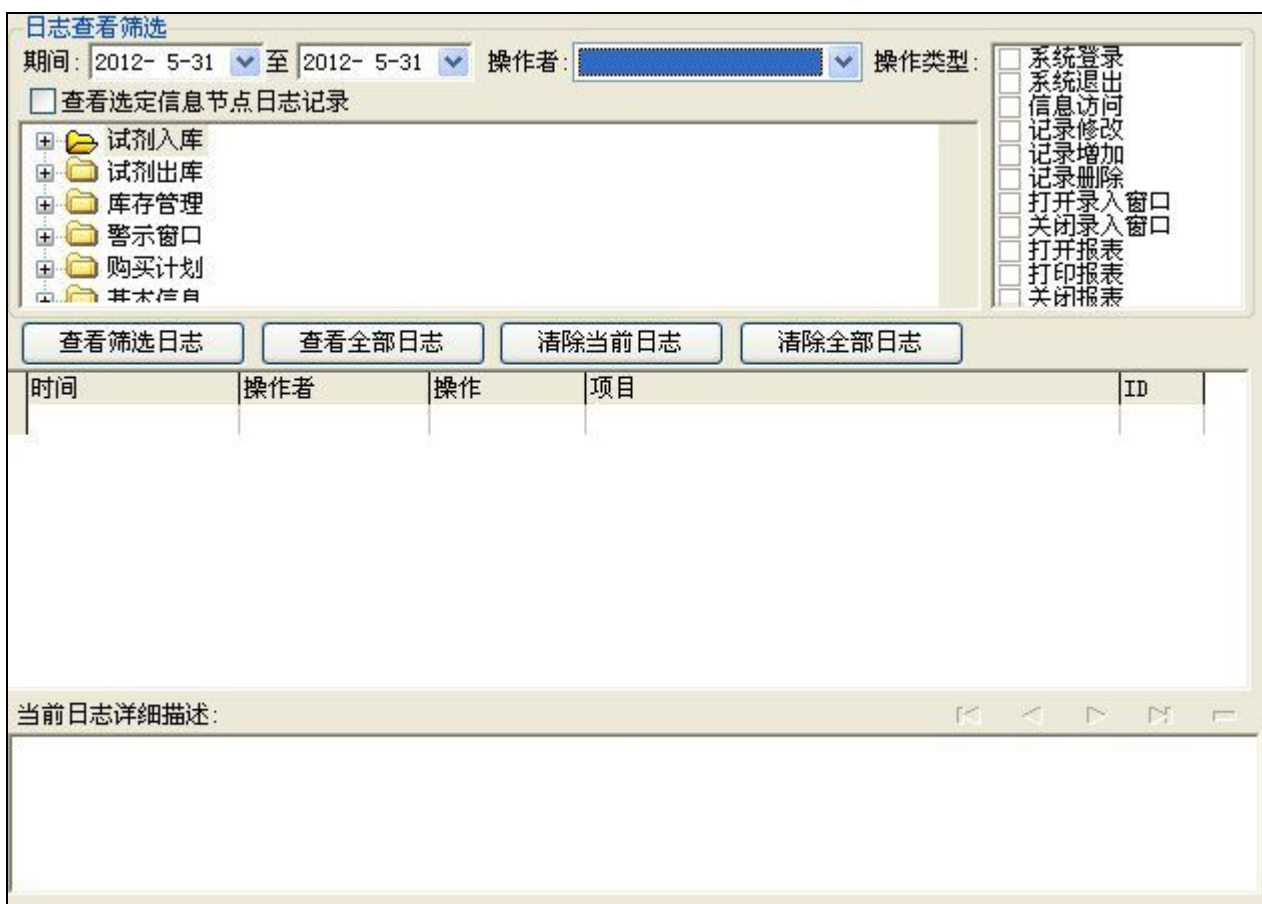 日志查看筛选
期间: 2012- 5-31 至 2012- 5-31 操作者: 操作类型:
系统登录
系统退出
信息访问
记录修改
记录增加
记录删除
打开录入窗口
关闭录入窗口
打开报表
打印报表
关闭报表
查看选定信息节点日志记录
试剂入库
试剂出库
库存管理
警示窗口
购买计划
基本信息
查看筛选日志 查看全部日志 清除当前日志 清除全部日志
时间 操作者 操作 项目 ID
当前日志详细描述: